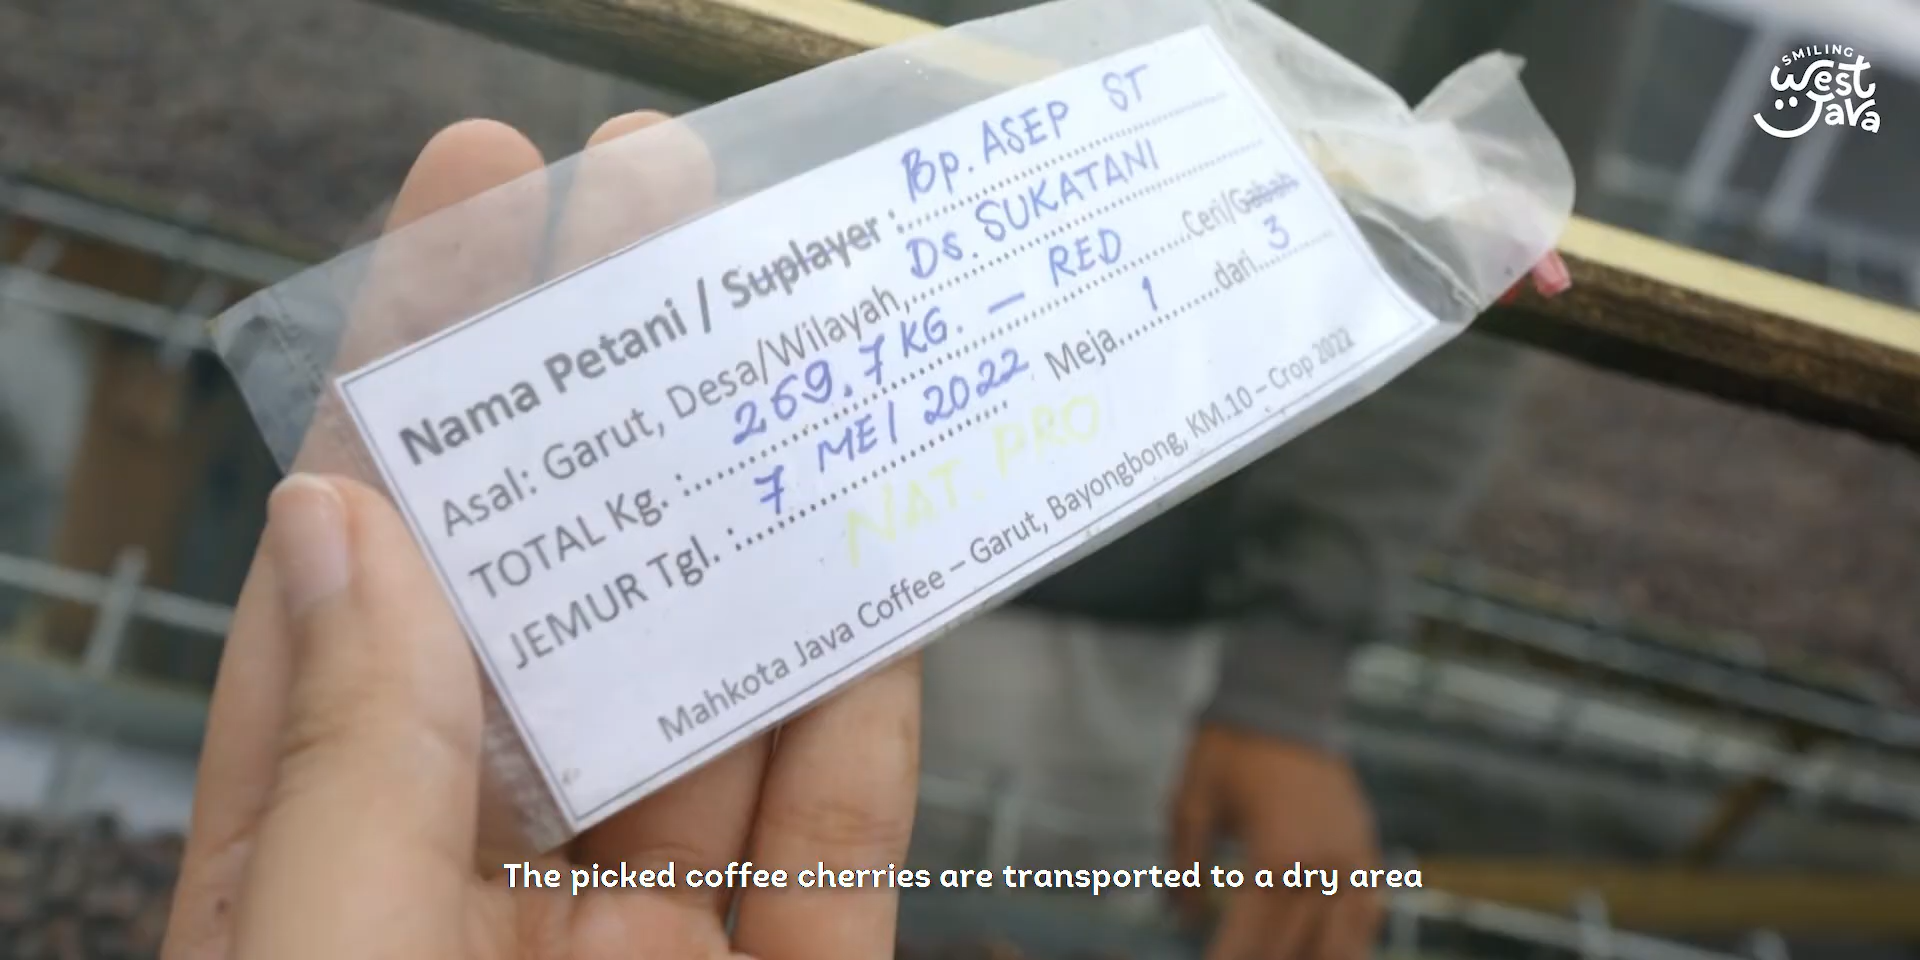 SMILING
West
Java
Nama Petani / Suplayer : Bp. ASEP ST
Asal: Garut, Desa/Wilayah, Ds. SUKATANI
TOTAL Kg. : 269.7 KG. — RED Ceri/Gabah
JEMUR Tgl. : 7 MEI 2022 Meja 1 dari 3
NAT. PRO
Mahkota Java Coffee – Garut, Bayongbong, KM.10 – Crop 2022
The picked coffee cherries are transported to a dry area